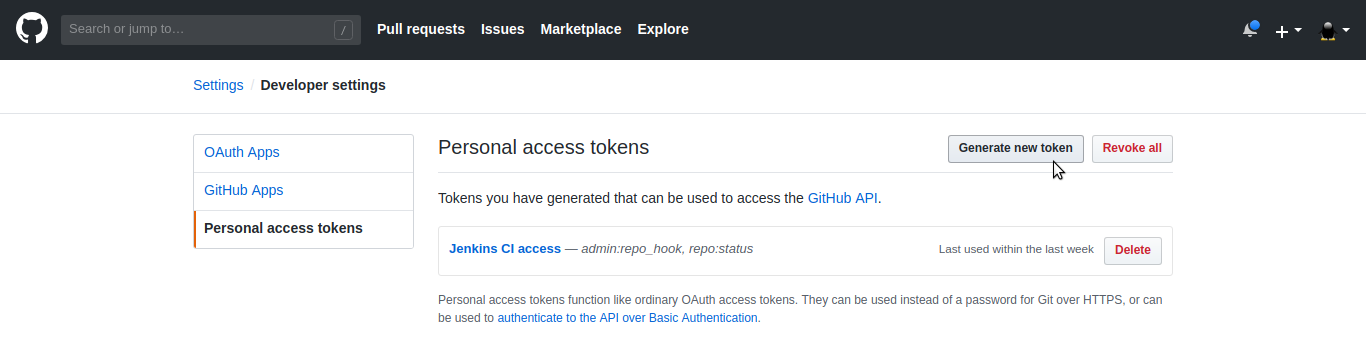 Search or jump to… /
Pull requests Issues Marketplace Explore
Settings / Developer settings
OAuth Apps
GitHub Apps
Personal access tokens
Personal access tokens
Generate new token
Revoke all
Tokens you have generated that can be used to access the GitHub API.
Jenkins CI access — admin:repo_hook, repo:status
Last used within the last week
Delete
Personal access tokens function like ordinary OAuth access tokens. They can be used instead of a password for Git over HTTPS, or can
be used to authenticate to the API over Basic Authentication.